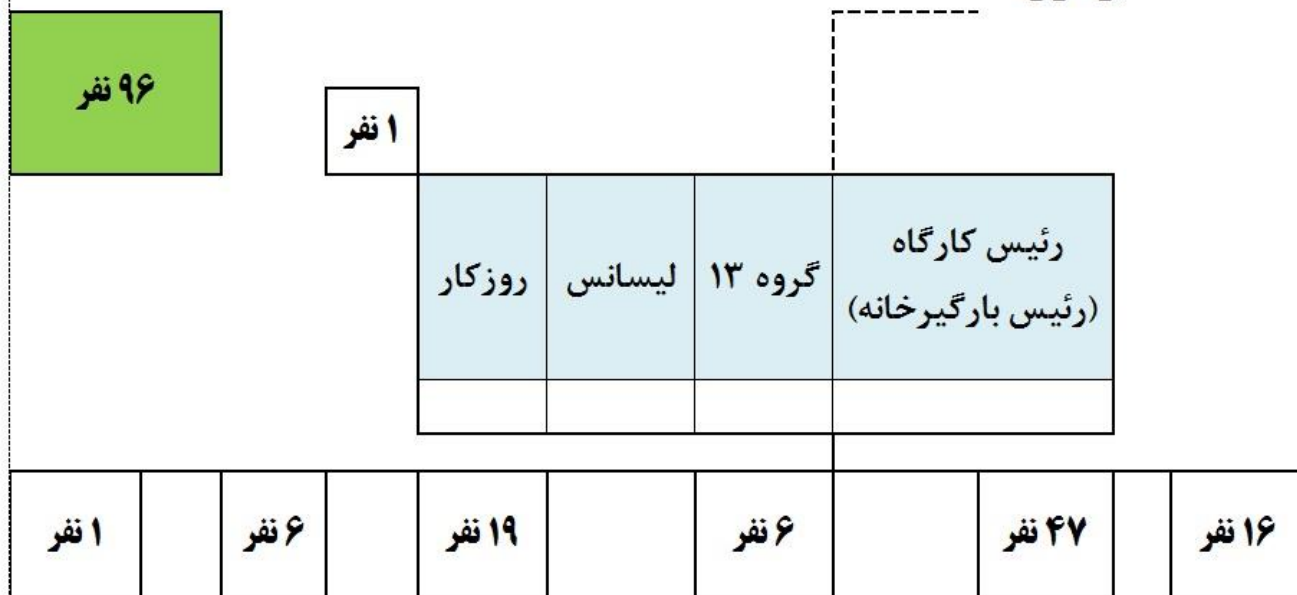 ۹۶ نفر
۱ نفر
رئیس کارگاه
(رئیس بارگیرخانه)
گروه ۱۳
لیسانس
روزکار
۱۶ نفر
۴۷ نفر
۶ نفر
۱۹ نفر
۶ نفر
۱ نفر